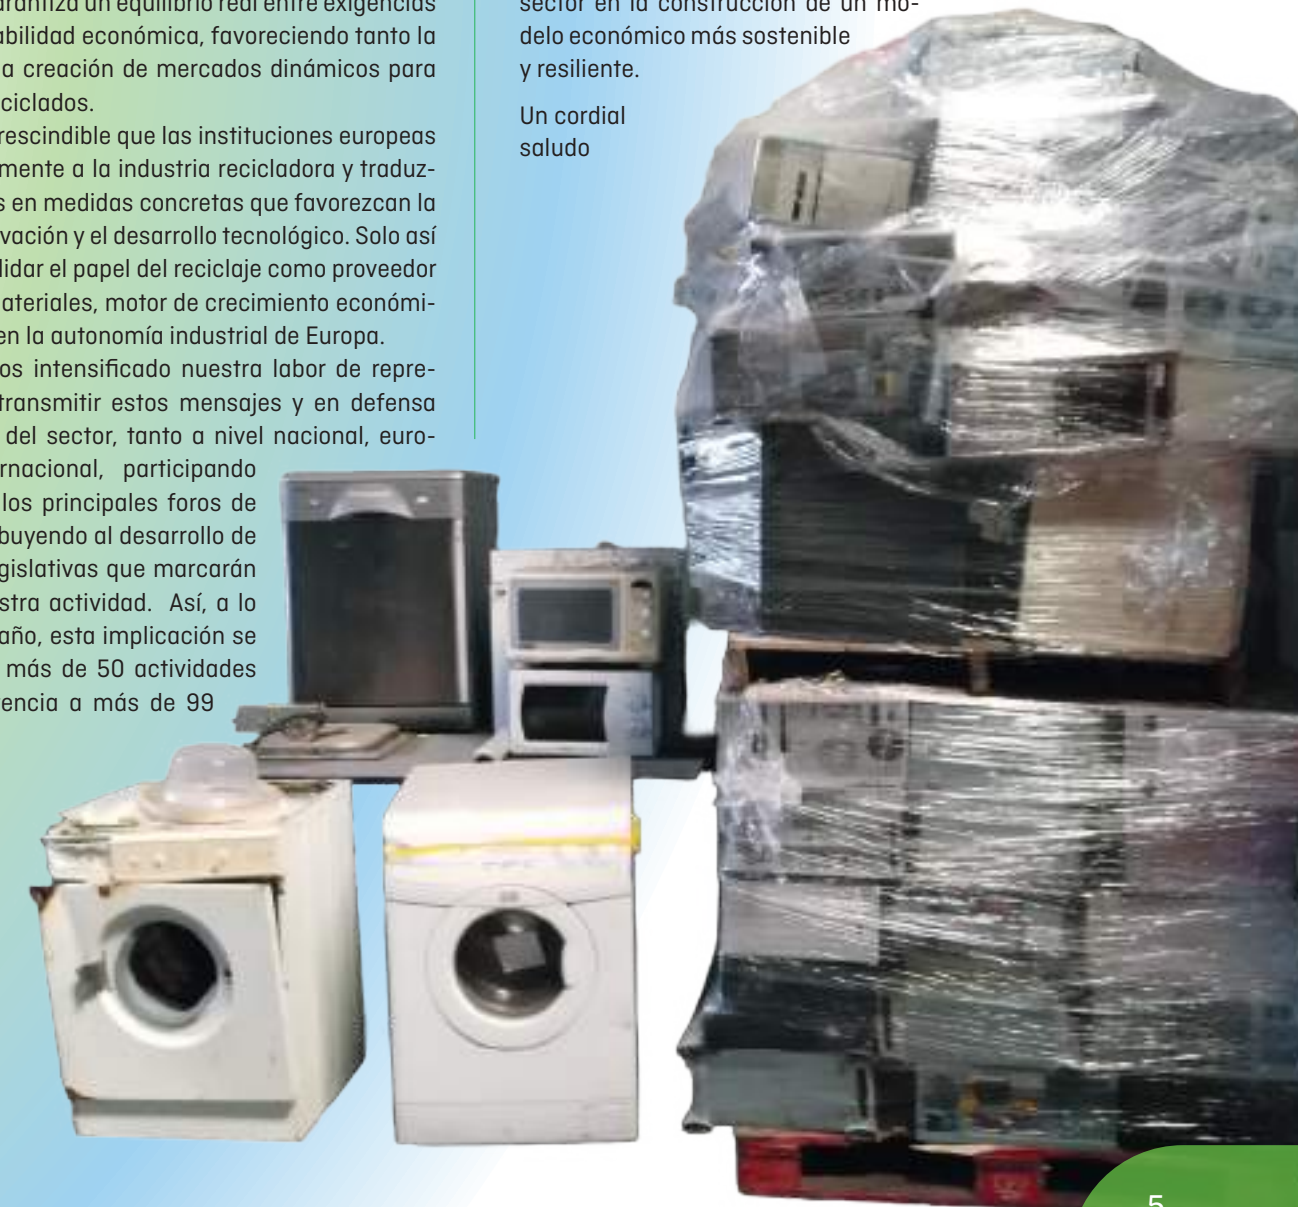 arantiza un equilibrio real entre exigencias
abilidad económica, favoreciendo tanto la
a creación de mercados dinámicos para
ciclados.
rescindible que las instituciones europeas
mente a la industria recicladora y traduz-
s en medidas concretas que favorezcan la
vación y el desarrollo tecnológico. Solo así
lidar el papel del reciclaje como proveedor
ateriales, motor de crecimiento económi-
en la autonomía industrial de Europa.
os intensificado nuestra labor de repre-
transmitir estos mensajes y en defensa
del sector, tanto a nivel nacional, euro-
rnacional, participando
los principales foros de
buyendo al desarrollo de
gislativas que marcarán
stra actividad. Así, a lo
año, esta implicación se
más de 50 actividades
encia a más de 99
sector en la construcción de un mo-
delo económico más sostenible
y resiliente.
Un cordial
saludo
5